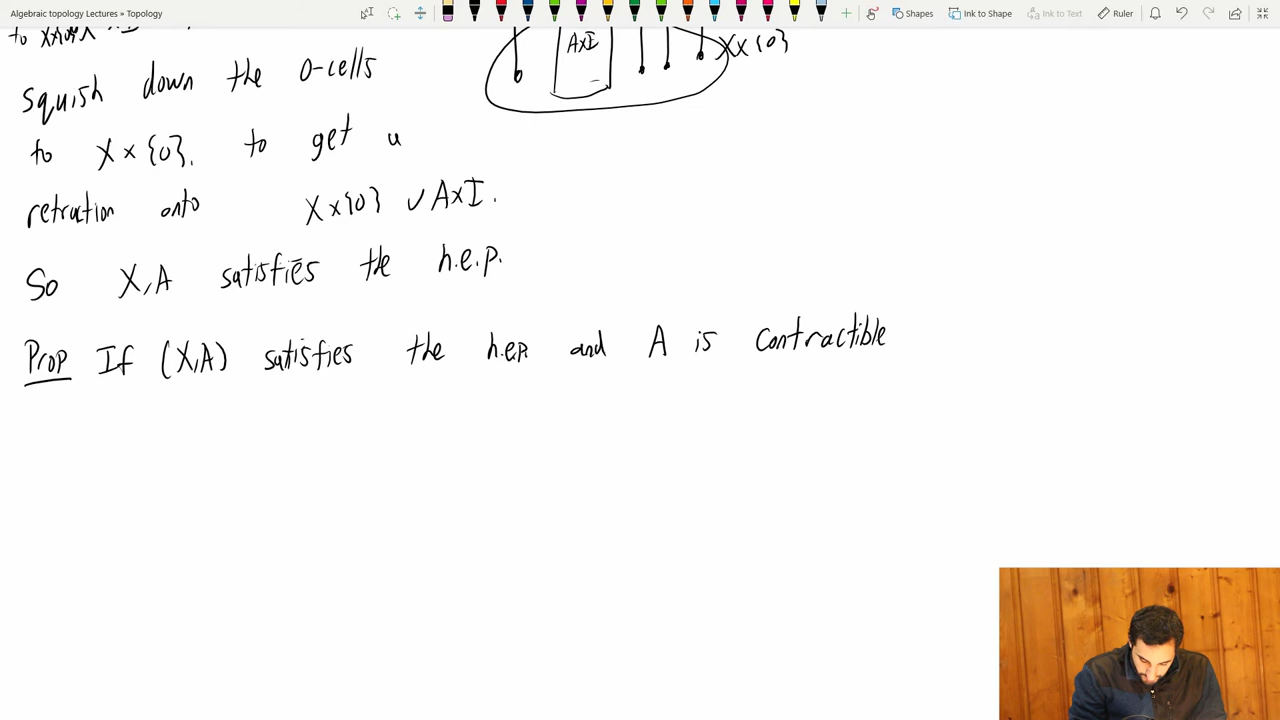 Algebraic topology Lectures » Topology
Shapes
Ink to Shape
Ink to Text
Ruler
to
squish down the 0-cells
to X × {0}. to get a
retraction onto X×{0} ∪ A×I.
So X,A satisfies the h.e.p.
Prop If (X,A) satisfies the h.e.p. and A is contractible
A×I
X×{0}